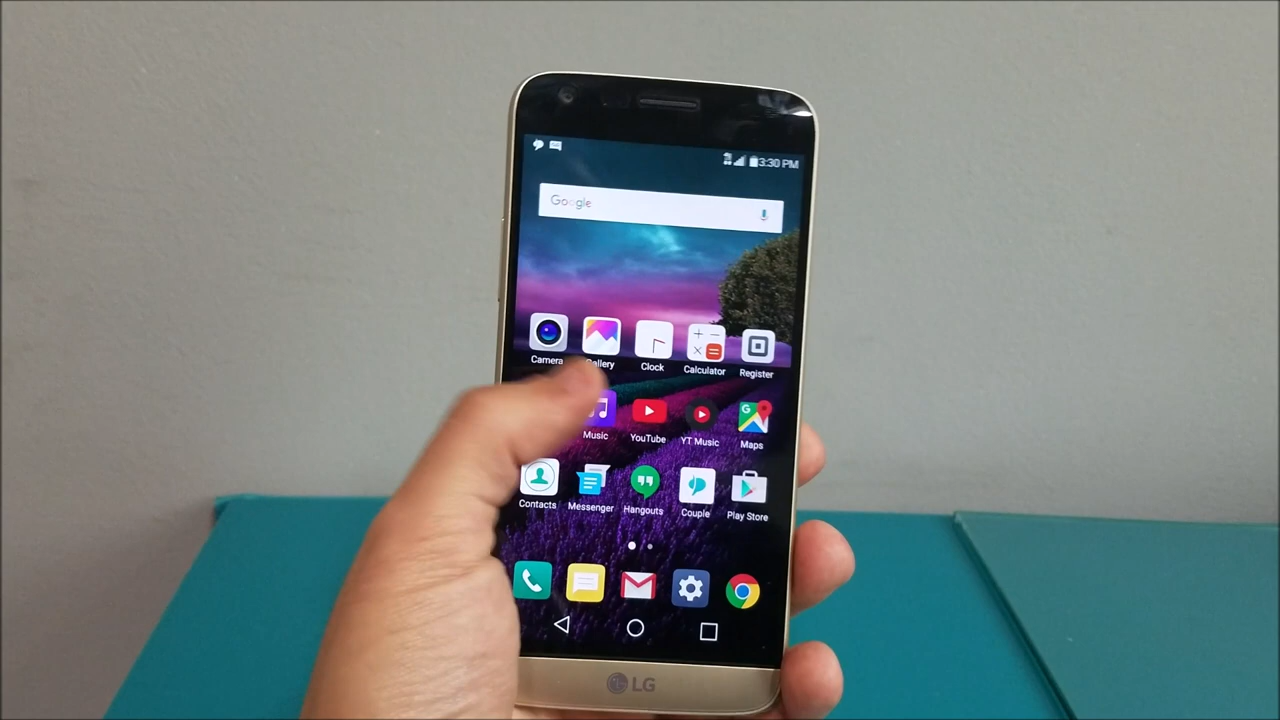 3:30 PM
Google
Camera Gallery Clock Calculator Register
Music YouTube YT Music Maps
Contacts Messenger Hangouts Couple Play Store
LG